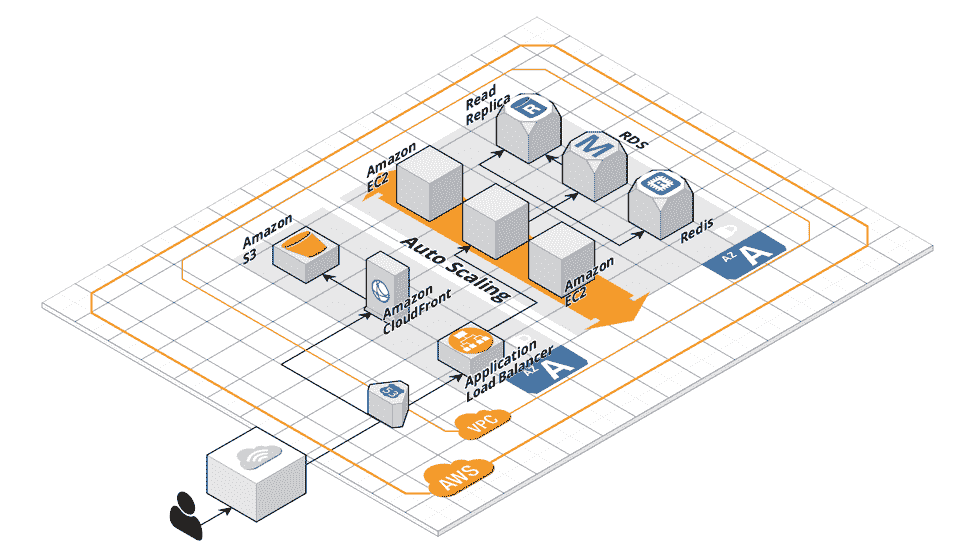 Read
Replica
R
M
RDS
R
Redis
Amazon
EC2
Amazon
S3
Auto Scaling
Amazon
EC2
AZ
A
Amazon
CloudFront
Application
Load Balancer
AZ
A
53
VPC
AWS